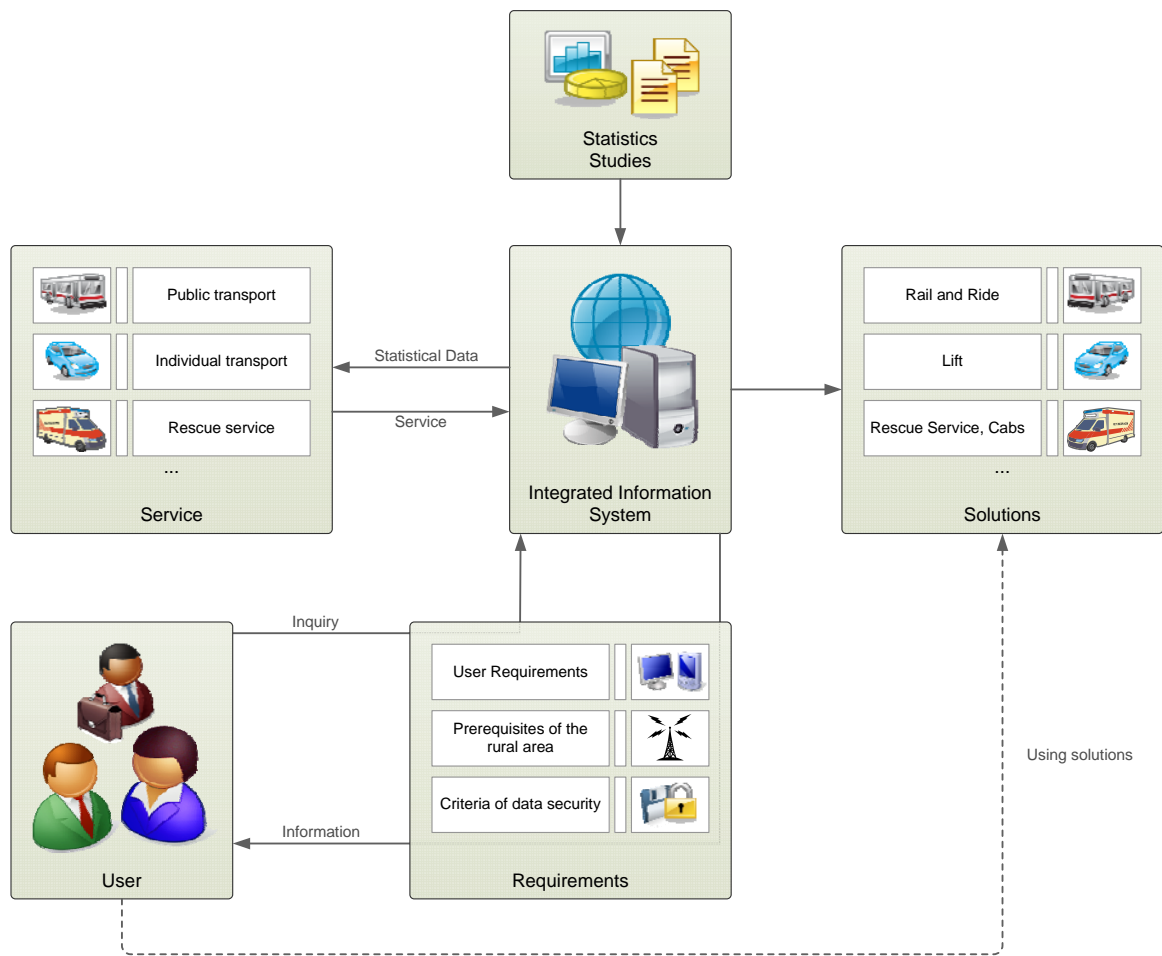 Statistics
Studies
Public transport
Individual transport
Rescue service
...
Service
Statistical Data
Service
Integrated Information
System
Rail and Ride
Lift
Rescue Service, Cabs
...
Solutions
Inquiry
Information
User
User Requirements
Prerequisites of the
rural area
Criteria of data security
Requirements
Using solutions